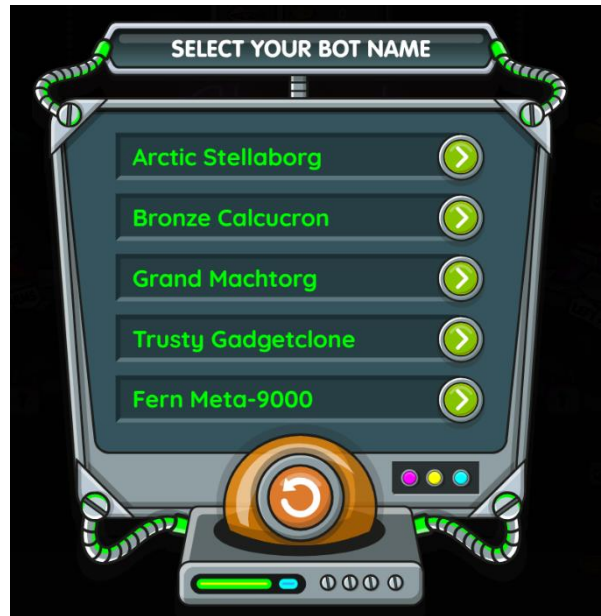 SELECT YOUR BOT NAME
Arctic Stellaborg
Bronze Calcucron
Grand Machtorg
Trusty Gadgetclone
Fern Meta-9000